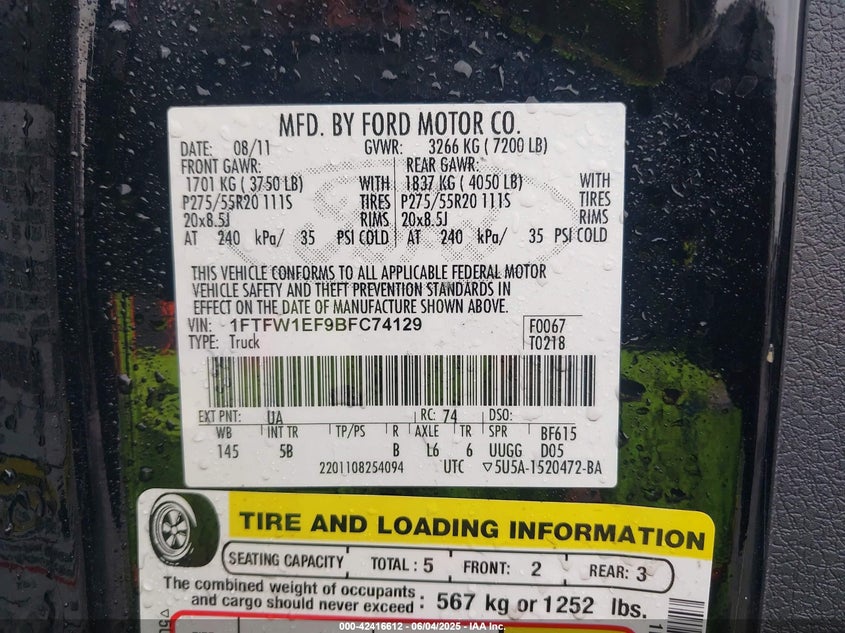 MFD. BY FORD MOTOR CO.
DATE: 08/11 GVWR: 3266 KG ( 7200 LB)
FRONT GAWR: REAR GAWR:
1701 KG ( 3750 LB) WITH 1837 KG ( 4050 LB) WITH
P275/55R20 111S TIRES P275/55R20 111S TIRES
20x8.5J RIMS 20x8.5J RIMS
AT 240 kPa/ 35 PSI COLD AT 240 kPa/ 35 PSI COLD
THIS VEHICLE CONFORMS TO ALL APPLICABLE FEDERAL MOTOR
VEHICLE SAFETY AND THEFT PREVENTION STANDARDS IN
EFFECT ON THE DATE OF MANUFACTURE SHOWN ABOVE.
VIN: 1FTFW1EF9BFC74129 F0067
TYPE: Truck T0218
EXT PNT: UA RC: 74 DSO:
WB INT TR TP/PS R AXLE TR SPR BF615
145 5B B L6 6 UUGG D05
2201108254094 UTC ▽5U5A-1520472-BA
TIRE AND LOADING INFORMATION
SEATING CAPACITY TOTAL : 5 FRONT: 2 REAR: 3
The combined weight of occupants
and cargo should never exceed : 567 kg or 1252 lbs.
000-42416612 - 06/04/2025 - IAA Inc.